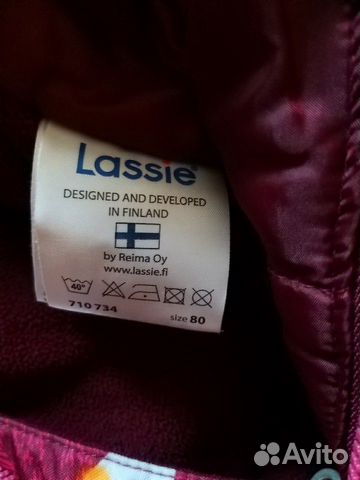 Lassie
DESIGNED AND DEVELOPED
IN FINLAND
by Reima Oy
www.lassie.fi
40°
710 734
size 80
Avito